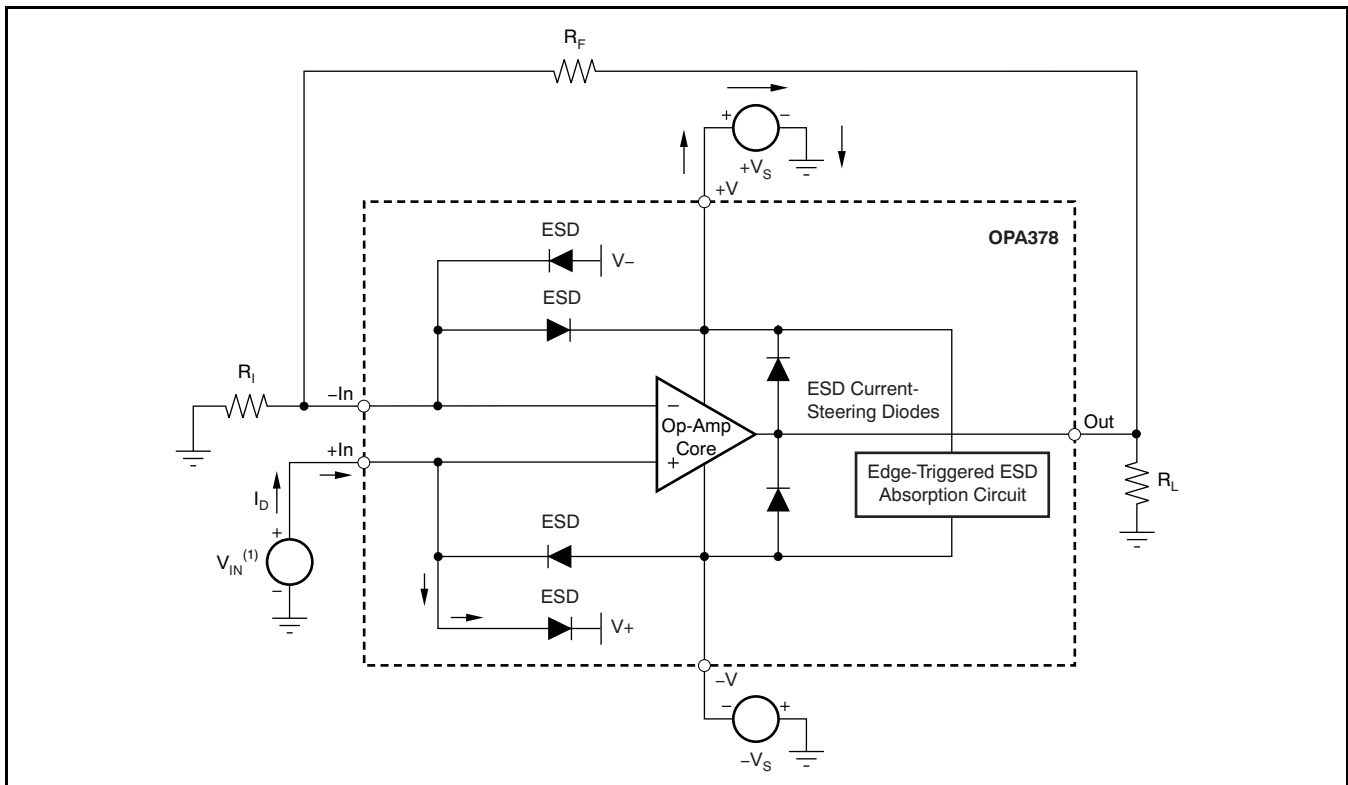 R_F
+ −
+V_S
+V
OPA378
ESD
V−
ESD
R_I
−In
−
Op-Amp
Core
+
ESD Current-
Steering Diodes
Out
+In
Edge-Triggered ESD
Absorption Circuit
R_L
I_D
ESD
+
V_IN^(1)
−
ESD
V+
−V
− +
−V_S